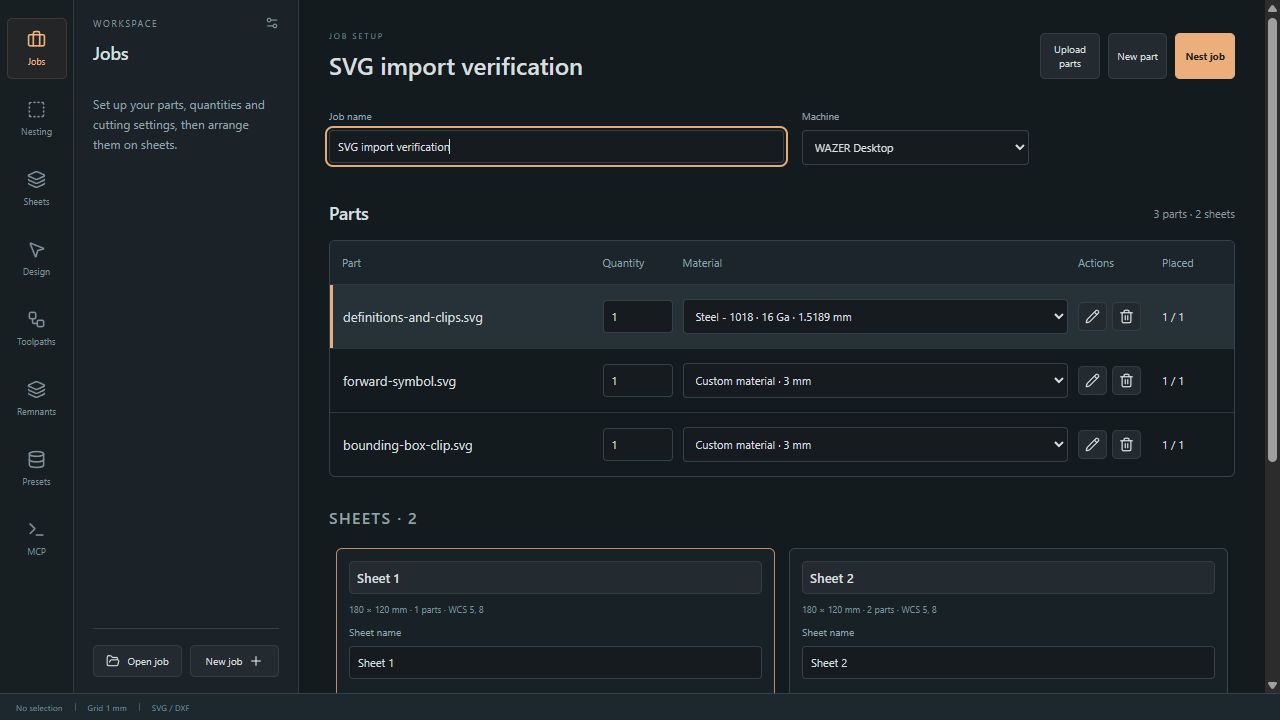 Jobs
Nesting
Sheets
Design
Toolpaths
Remnants
Presets
MCP
WORKSPACE
Jobs
Set up your parts, quantities and
cutting settings, then arrange
them on sheets.
Open job
New job
JOB SETUP
SVG import verification
Upload
parts
New part
Nest job
Job name
SVG import verification
Machine
WAZER Desktop
Parts
3 parts · 2 sheets
Part Quantity Material Actions Placed
definitions-and-clips.svg 1 Steel - 1018 · 16 Ga · 1.5189 mm 1 / 1
forward-symbol.svg 1 Custom material · 3 mm 1 / 1
bounding-box-clip.svg 1 Custom material · 3 mm 1 / 1
SHEETS · 2
Sheet 1
180 × 120 mm · 1 parts · WCS 5, 8
Sheet name
Sheet 1
Sheet 2
180 × 120 mm · 2 parts · WCS 5, 8
Sheet name
Sheet 2
No selection
Grid 1 mm
SVG / DXF